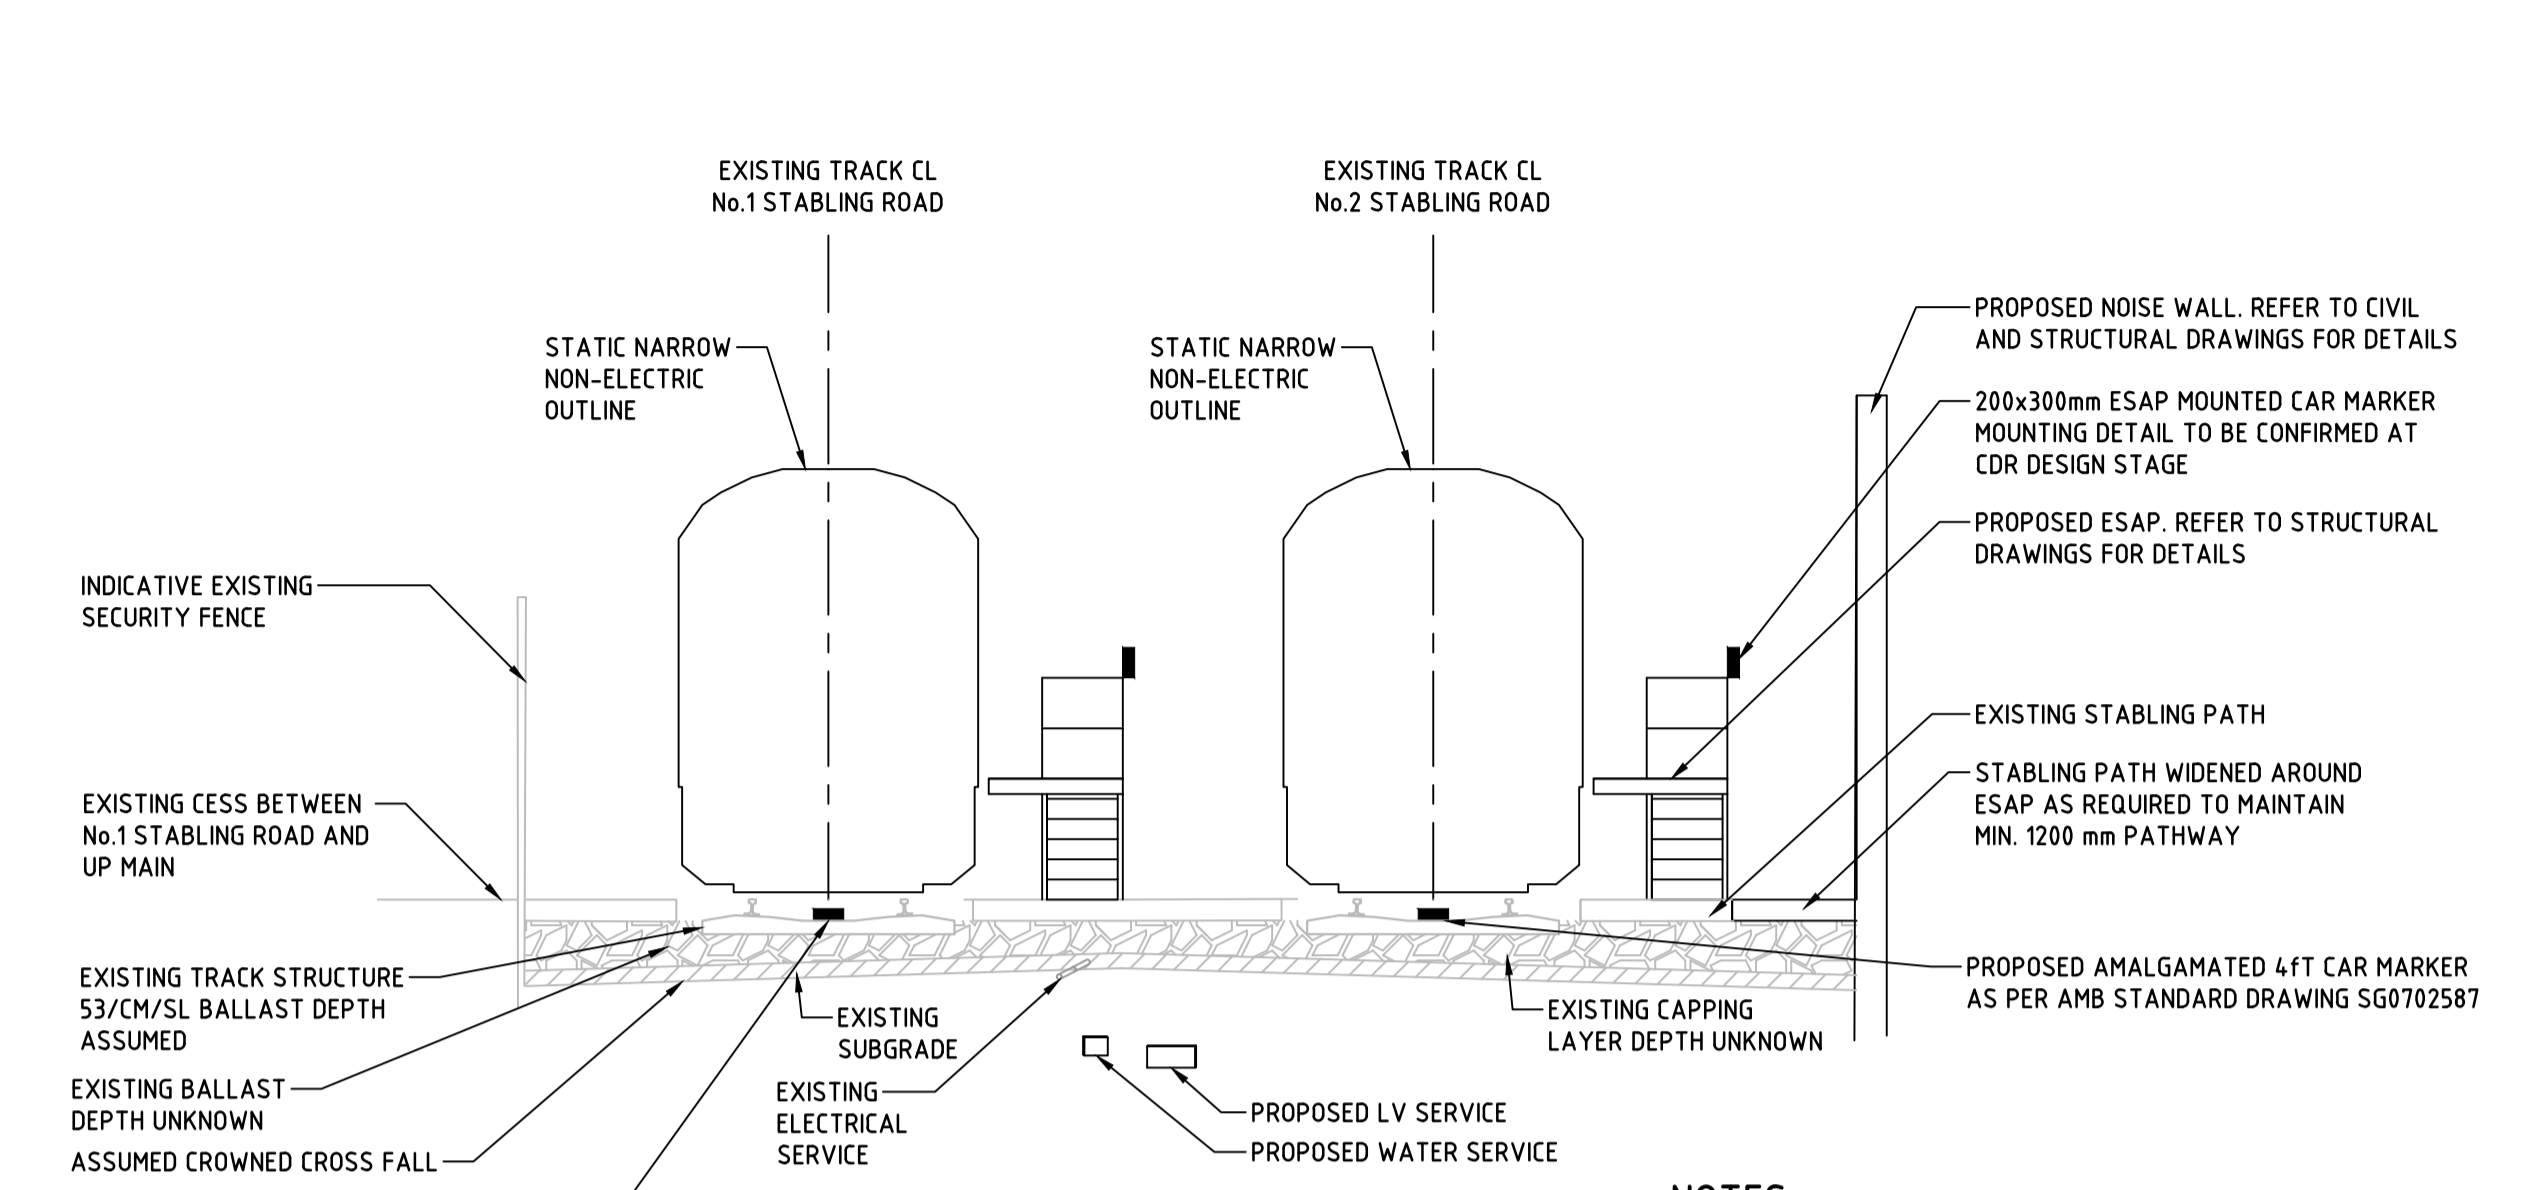 EXISTING TRACK CL
No.1 STABLING ROAD
EXISTING TRACK CL
No.2 STABLING ROAD
STATIC NARROW
NON-ELECTRIC
OUTLINE
STATIC NARROW
NON-ELECTRIC
OUTLINE
PROPOSED NOISE WALL. REFER TO CIVIL
AND STRUCTURAL DRAWINGS FOR DETAILS
200x300mm ESAP MOUNTED CAR MARKER
MOUNTING DETAIL TO BE CONFIRMED AT
CDR DESIGN STAGE
PROPOSED ESAP. REFER TO STRUCTURAL
DRAWINGS FOR DETAILS
INDICATIVE EXISTING
SECURITY FENCE
EXISTING STABLING PATH
STABLING PATH WIDENED AROUND
ESAP AS REQUIRED TO MAINTAIN
MIN. 1200 mm PATHWAY
EXISTING CESS BETWEEN
No.1 STABLING ROAD AND
UP MAIN
EXISTING TRACK STRUCTURE
53/CM/SL BALLAST DEPTH
ASSUMED
PROPOSED AMALGAMATED 4fT CAR MARKER
AS PER AMB STANDARD DRAWING SG0702587
EXISTING
SUBGRADE
EXISTING CAPPING
LAYER DEPTH UNKNOWN
EXISTING BALLAST
DEPTH UNKNOWN
EXISTING
ELECTRICAL
SERVICE
PROPOSED LV SERVICE
PROPOSED WATER SERVICE
ASSUMED CROWNED CROSS FALL
NOTES